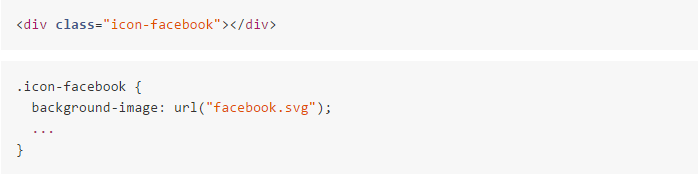 <div class="icon-facebook"></div>
.icon-facebook {
  background-image: url("facebook.svg");
  ...
}